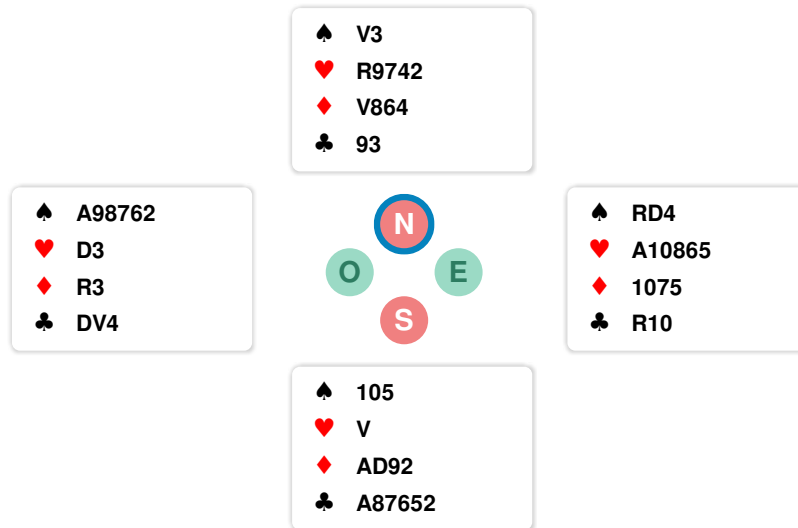 ♠ V3
♥ R9742
♦ V864
♣ 93
♠ A98762
♥ D3
♦ R3
♣ DV4
N
O E
S
♠ RD4
♥ A10865
♦ 1075
♣ R10
♠ 105
♥ V
♦ AD92
♣ A87652